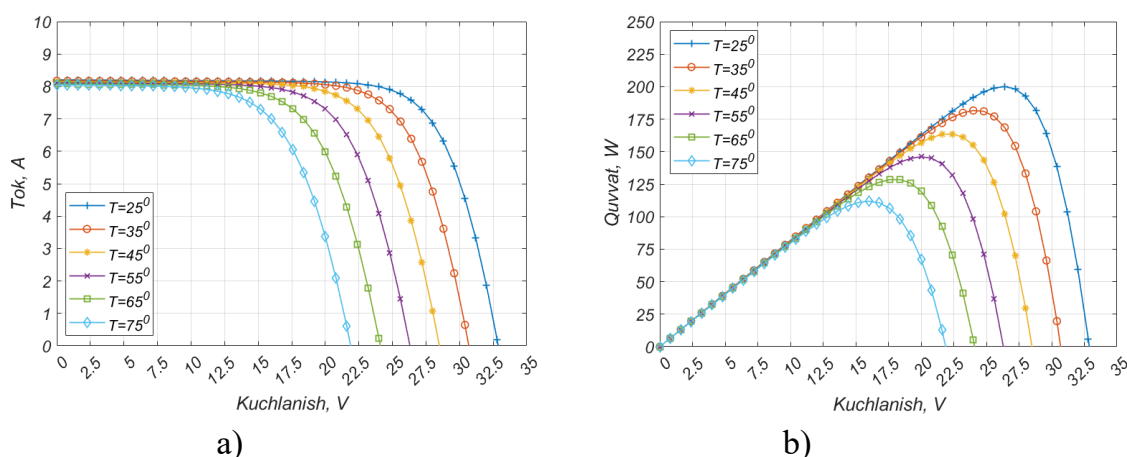 10
9
8
7
6
5
4
3
2
1
0
Tok, A
T=25⁰
T=35⁰
T=45⁰
T=55⁰
T=65⁰
T=75⁰
0 2.5 5 7.5 10 12.5 15 17.5 20 22.5 25 27.5 30 32.5 35
Kuchlanish, V
a)
250
225
200
175
150
125
100
75
50
25
0
Quvvat, W
T=25⁰
T=35⁰
T=45⁰
T=55⁰
T=65⁰
T=75⁰
0 2.5 5 7.5 10 12.5 15 17.5 20 22.5 25 27.5 30 32.5 35
Kuchlanish, V
b)